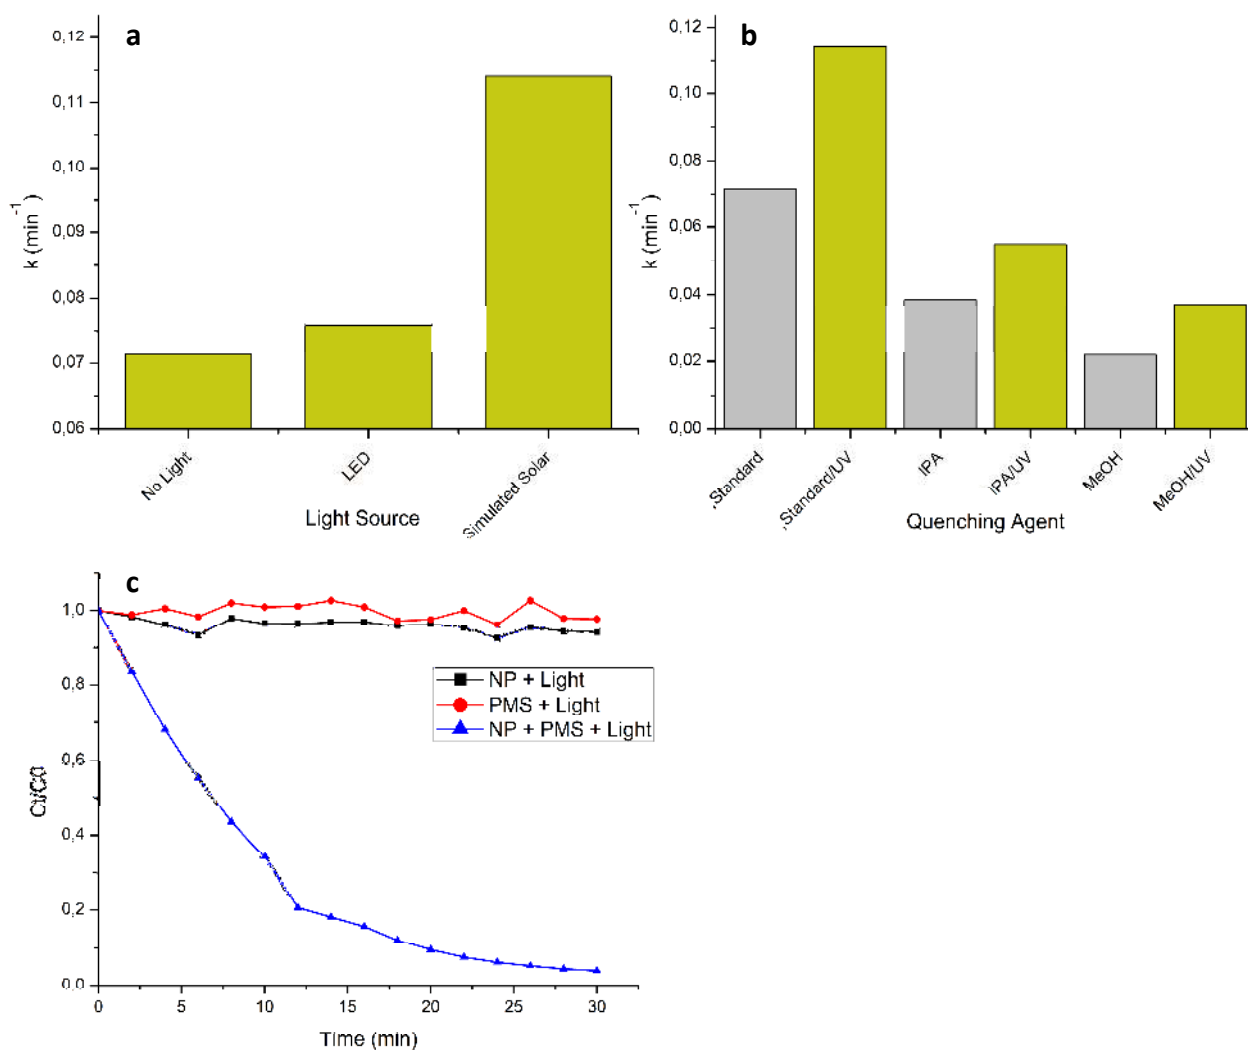 a
0,12
0,11
0,10
0,09
0,08
0,07
0,06
k (min-1)
No Light
LED
Simulated Solar
Light Source
b
0,12
0,10
0,08
0,06
0,04
0,02
0,00
k (min-1)
,Standard
,Standard/UV
IPA
IPA/UV
MeOH
MeOH/UV
Quenching Agent
c
1,0
0,8
0,6
0,4
0,2
0,0
Ct/C0
NP + Light
PMS + Light
NP + PMS + Light
0
5
10
15
20
25
30
Time (min)